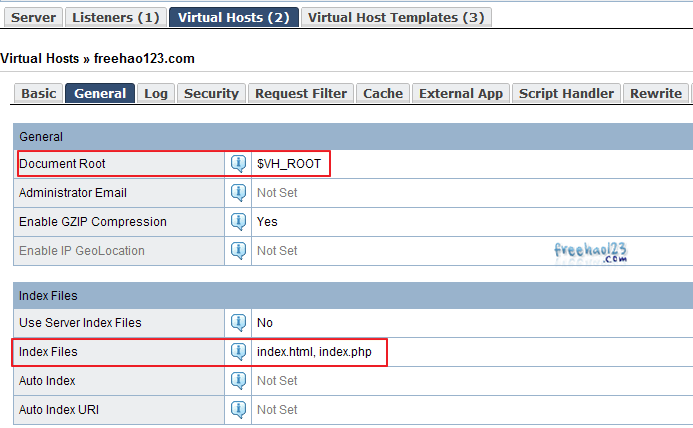 Server Listeners (1) Virtual Hosts (2) Virtual Host Templates (3)
Virtual Hosts » freehao123.com
Basic General Log Security Request Filter Cache External App Script Handler Rewrite
General
Document Root $VH_ROOT
Administrator Email Not Set
Enable GZIP Compression Yes
Enable IP GeoLocation Not Set
freehao123
.com
Index Files
Use Server Index Files No
Index Files index.html, index.php
Auto Index Not Set
Auto Index URI Not Set